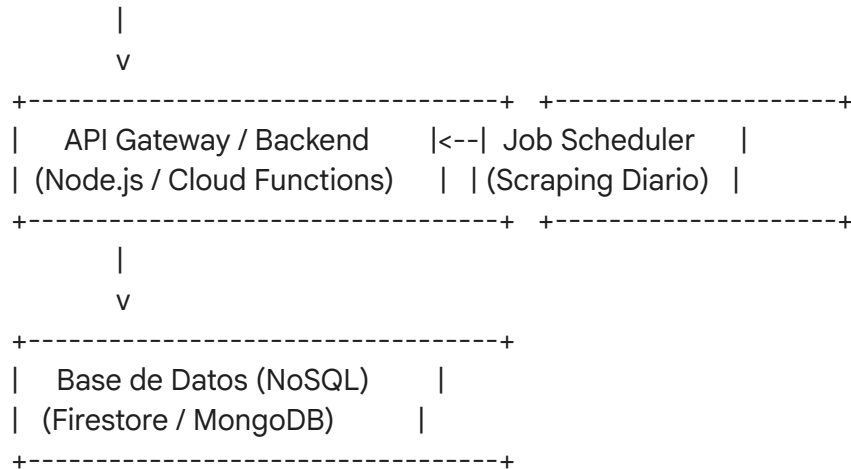 |
v
+-----------------------------------+ +---------------------+
| API Gateway / Backend |<--| Job Scheduler |
| (Node.js / Cloud Functions) | | (Scraping Diario) |
+-----------------------------------+ +---------------------+
|
v
+-----------------------------------+
| Base de Datos (NoSQL) |
| (Firestore / MongoDB) |
+-----------------------------------+